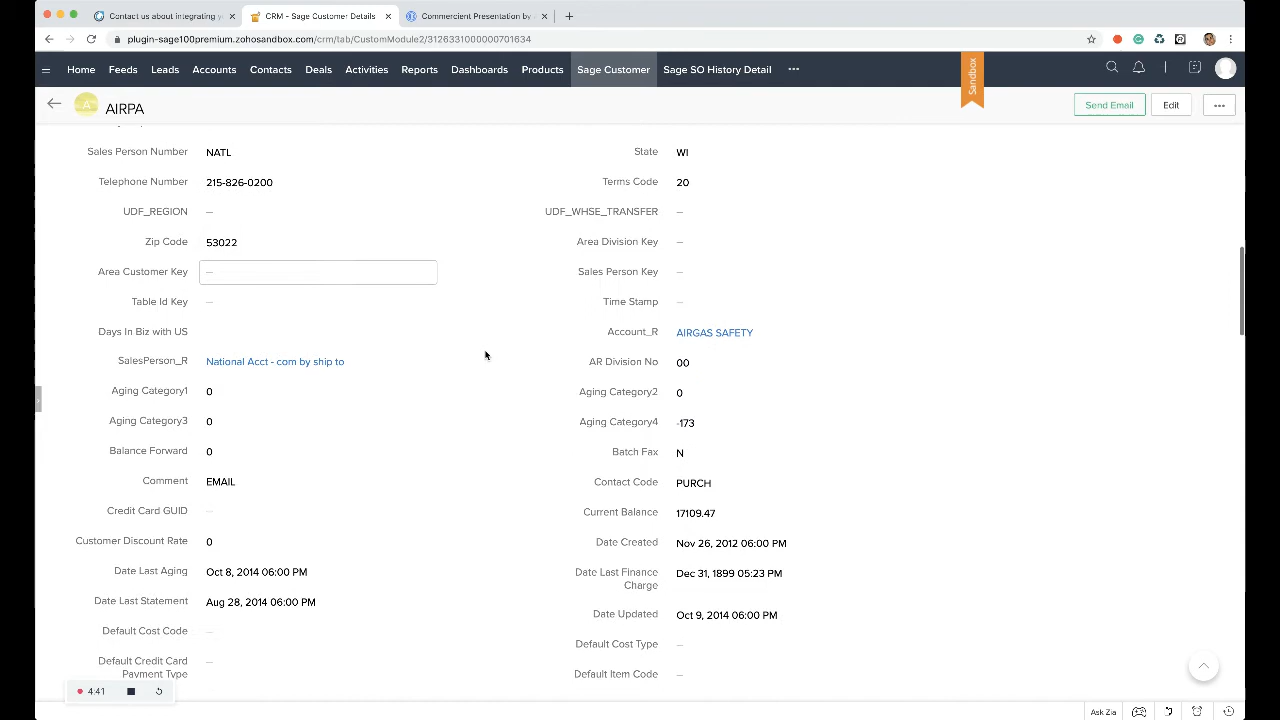 Contact us about integrating y
CRM - Sage Customer Details
Commercient Presentation by
plugin-sage100premium.zohosandbox.com/crm/tab/CustomModule2/3126331000000701634
Home Feeds Leads Accounts Contacts Deals Activities Reports Dashboards Products Sage Customer Sage SO History Detail
Sandbox
A AIRPA
Send Email Edit
Sales Person Number NATL State WI
Telephone Number 215-826-0200 Terms Code 20
UDF_REGION — UDF_WHSE_TRANSFER —
Zip Code 53022 Area Division Key —
Area Customer Key — Sales Person Key —
Table Id Key — Time Stamp —
Days In Biz with US Account_R AIRGAS SAFETY
SalesPerson_R National Acct - com by ship to AR Division No 00
Aging Category1 0 Aging Category2 0
Aging Category3 0 Aging Category4 -173
Balance Forward 0 Batch Fax N
Comment EMAIL Contact Code PURCH
Credit Card GUID — Current Balance 17109.47
Customer Discount Rate 0 Date Created Nov 26, 2012 06:00 PM
Date Last Aging Oct 8, 2014 06:00 PM Date Last Finance Charge Dec 31, 1899 05:23 PM
Date Last Statement Aug 28, 2014 06:00 PM Date Updated Oct 9, 2014 06:00 PM
Default Cost Code — Default Cost Type —
Default Credit Card Payment Type — Default Item Code —
4:41
Ask Zia